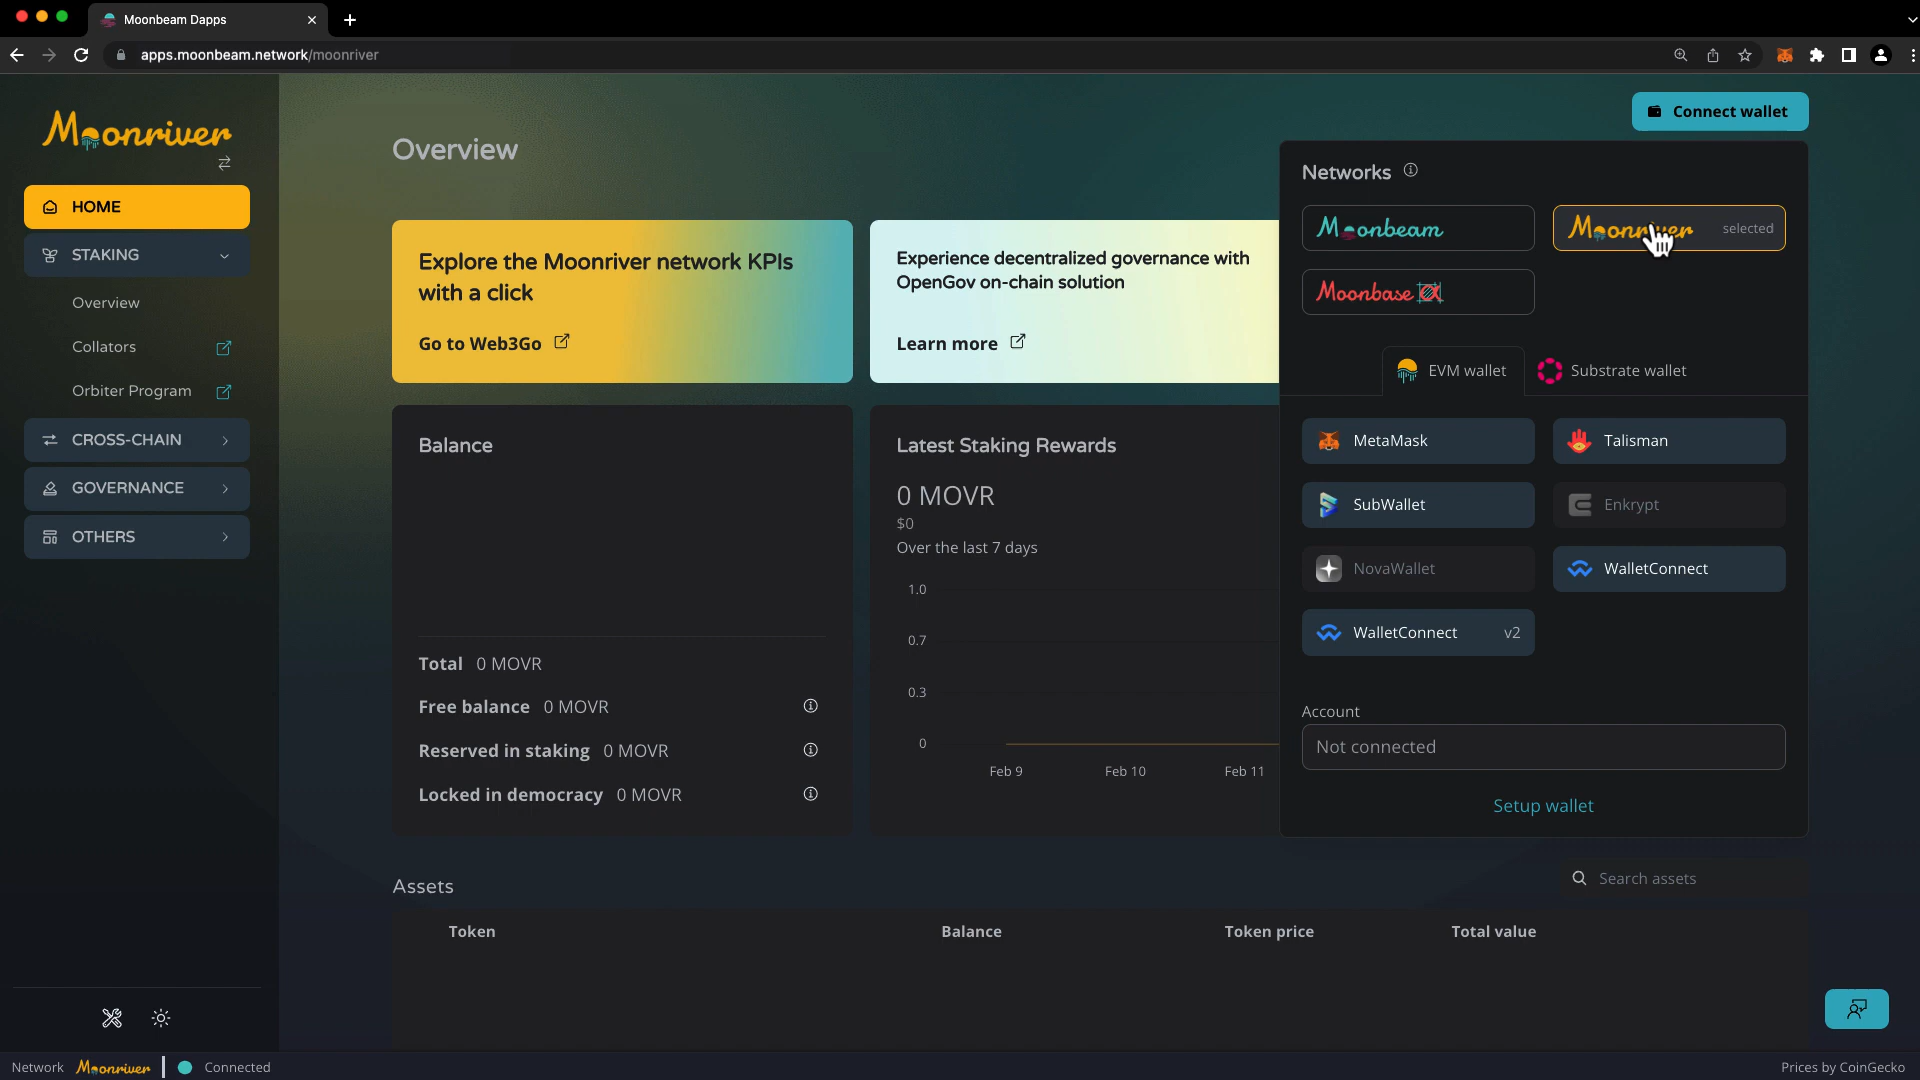 Moonbeam Dapps
apps.moonbeam.network/moonriver
Moonriver
HOME
STAKING
Overview
Collators
Orbiter Program
CROSS-CHAIN
GOVERNANCE
OTHERS
Network Moonriver
Connected
Overview
Explore the Moonriver network KPIs
with a click
Go to Web3Go
Experience decentralized governance with
OpenGov on-chain solution
Learn more
Balance
Total 0 MOVR
Free balance 0 MOVR
Reserved in staking 0 MOVR
Locked in democracy 0 MOVR
Latest Staking Rewards
0 MOVR
$0
Over the last 7 days
1.0
0.7
0.3
0
Feb 9 Feb 10 Feb 11
Connect wallet
Networks
Moonbeam
Moonriver selected
Moonbase
EVM wallet Substrate wallet
MetaMask Talisman
SubWallet Enkrypt
NovaWallet WalletConnect
WalletConnect v2
Account
Not connected
Setup wallet
Assets
Search assets
Token Balance Token price Total value
Prices by CoinGecko